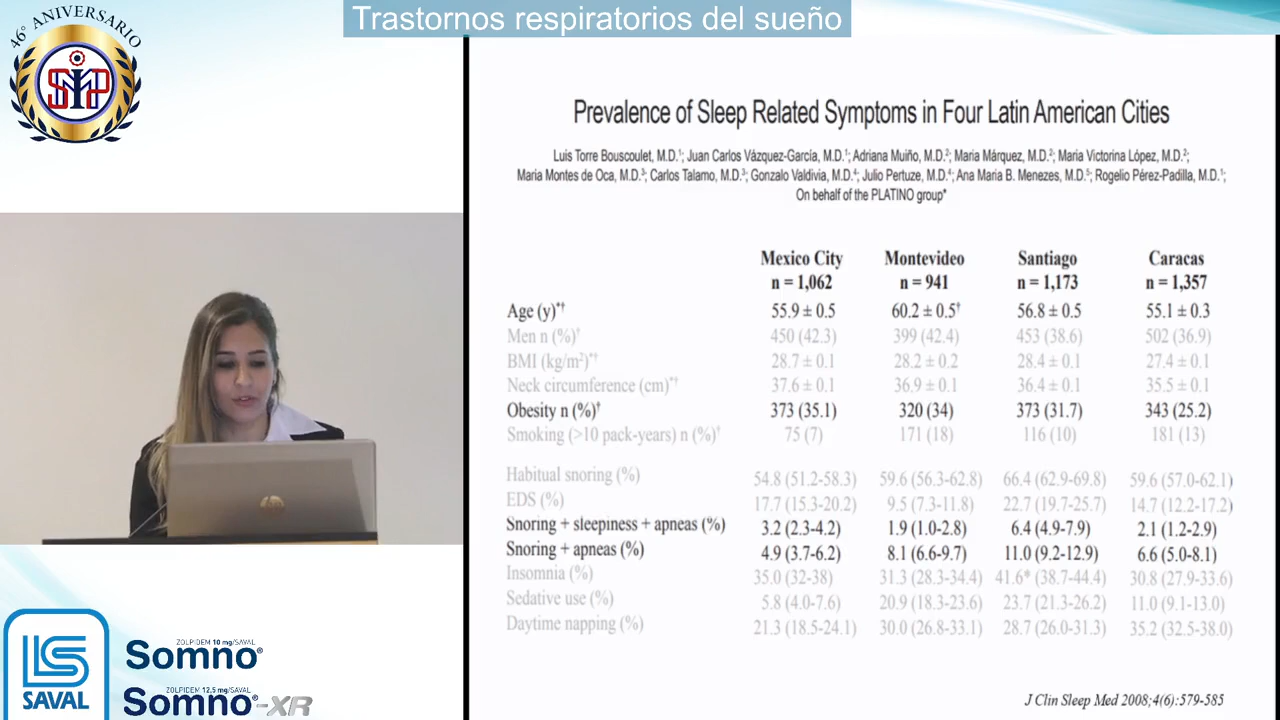 46° ANIVERSARIO
SMIP
Trastornos respiratorios del sueño
Prevalence of Sleep Related Symptoms in Four Latin American Cities
Luis Torre Bouscoulet, M.D.¹; Juan Carlos Vázquez-García, M.D.¹; Adriana Muiño, M.D.²; Maria Márquez, M.D.²; Maria Victorina López, M.D.²;
Maria Montes de Oca, M.D.³; Carlos Talamo, M.D.³; Gonzalo Valdivia, M.D.⁴; Julio Pertuze, M.D.⁴; Ana Maria B. Menezes, M.D.⁵; Rogelio Pérez-Padilla, M.D.¹;
On behalf of the PLATINO group*
Mexico City Montevideo Santiago Caracas
n = 1,062 n = 941 n = 1,173 n = 1,357
Age (y)*† 55.9 ± 0.5 60.2 ± 0.5† 56.8 ± 0.5 55.1 ± 0.3
Men n (%)† 450 (42.3) 399 (42.4) 453 (38.6) 502 (36.9)
BMI (kg/m²)*† 28.7 ± 0.1 28.2 ± 0.2 28.4 ± 0.1 27.4 ± 0.1
Neck circumference (cm)*† 37.6 ± 0.1 36.9 ± 0.1 36.4 ± 0.1 35.5 ± 0.1
Obesity n (%)† 373 (35.1) 320 (34) 373 (31.7) 343 (25.2)
Smoking (>10 pack-years) n (%)† 75 (7) 171 (18) 116 (10) 181 (13)
Habitual snoring (%) 54.8 (51.2-58.3) 59.6 (56.3-62.8) 66.4 (62.9-69.8) 59.6 (57.0-62.1)
EDS (%) 17.7 (15.3-20.2) 9.5 (7.3-11.8) 22.7 (19.7-25.7) 14.7 (12.2-17.2)
Snoring + sleepiness + apneas (%) 3.2 (2.3-4.2) 1.9 (1.0-2.8) 6.4 (4.9-7.9) 2.1 (1.2-2.9)
Snoring + apneas (%) 4.9 (3.7-6.2) 8.1 (6.6-9.7) 11.0 (9.2-12.9) 6.6 (5.0-8.1)
Insomnia (%) 35.0 (32-38) 31.3 (28.3-34.4) 41.6* (38.7-44.4) 30.8 (27.9-33.6)
Sedative use (%) 5.8 (4.0-7.6) 20.9 (18.3-23.6) 23.7 (21.3-26.2) 11.0 (9.1-13.0)
Daytime napping (%) 21.3 (18.5-24.1) 30.0 (26.8-33.1) 28.7 (26.0-31.3) 35.2 (32.5-38.0)
J Clin Sleep Med 2008;4(6):579-585
hp
SAVAL
ZOLPIDEM 10 mg/SAVAL
Somno®
ZOLPIDEM 12,5 mg/SAVAL
Somno®-XR